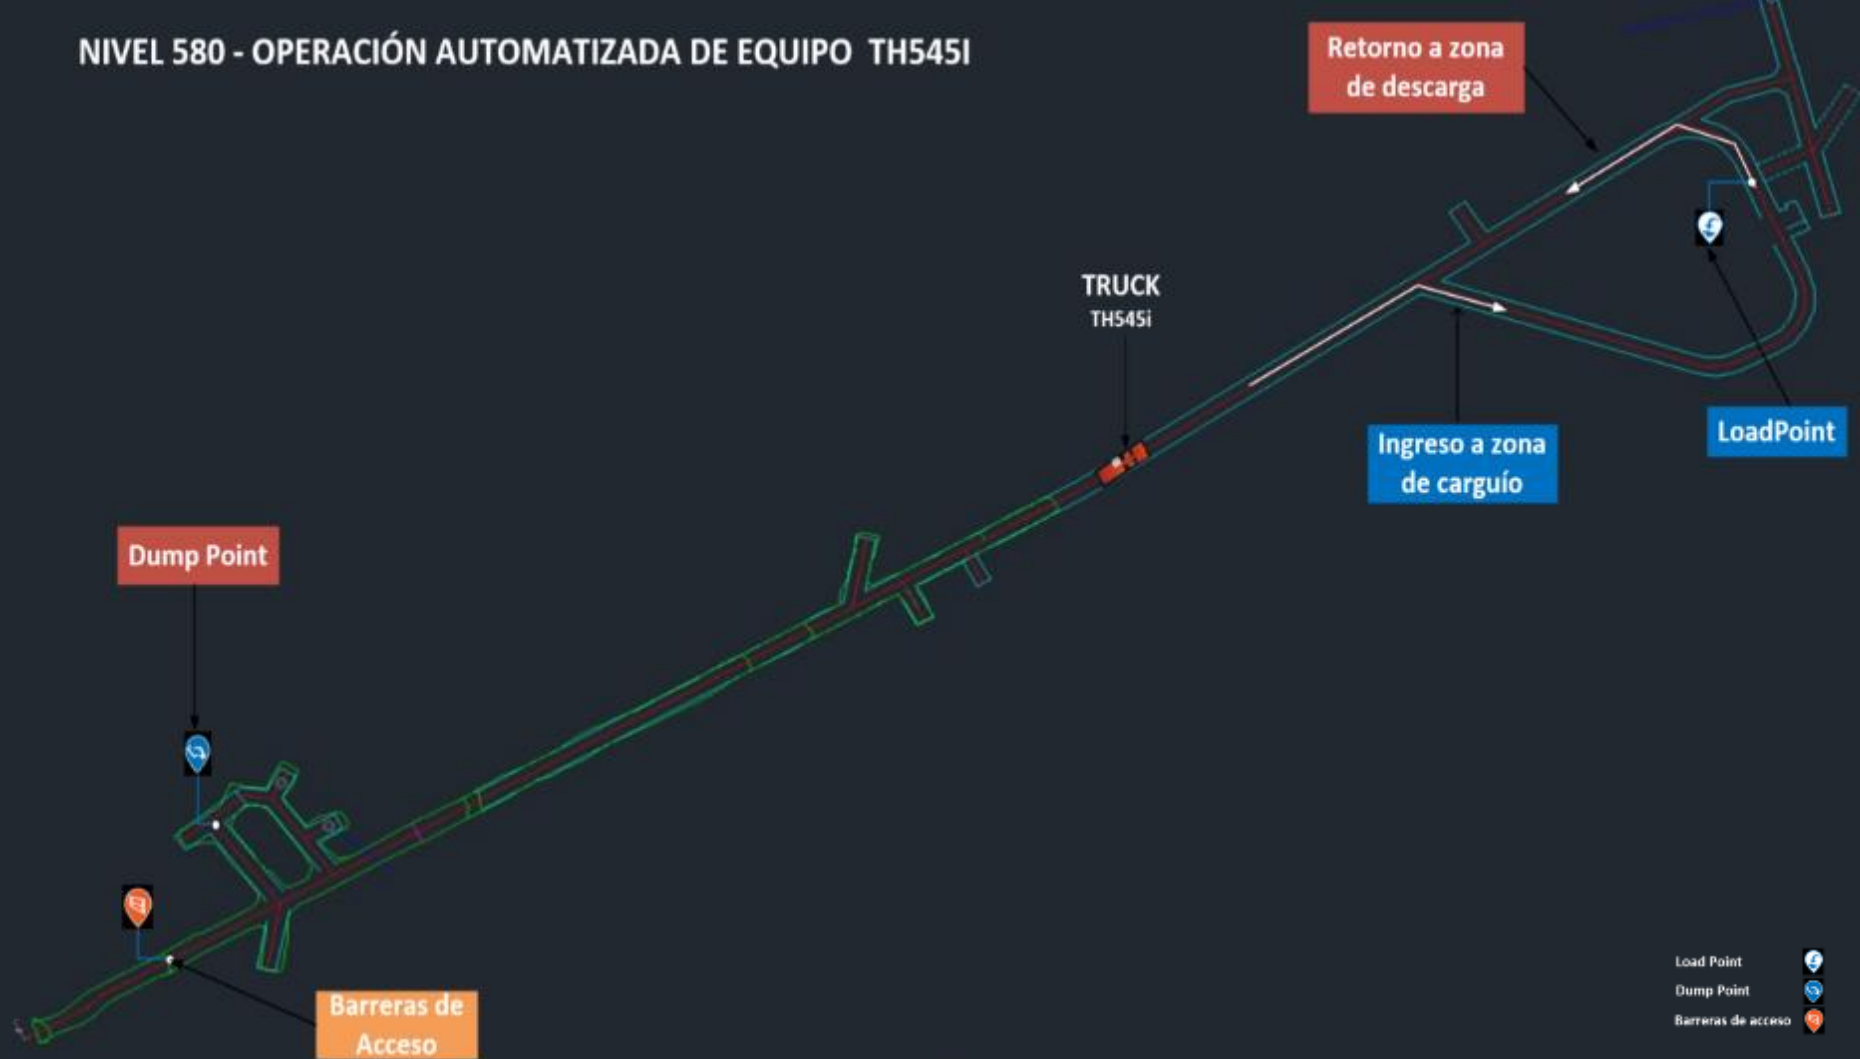 NIVEL 580 - OPERACIÓN AUTOMATIZADA DE EQUIPO TH545I
Retorno a zona
de descarga
TRUCK
TH545i
LoadPoint
Ingreso a zona
de carguío
Dump Point
Barreras de
Acceso
Load Point
Dump Point
Barreras de acceso